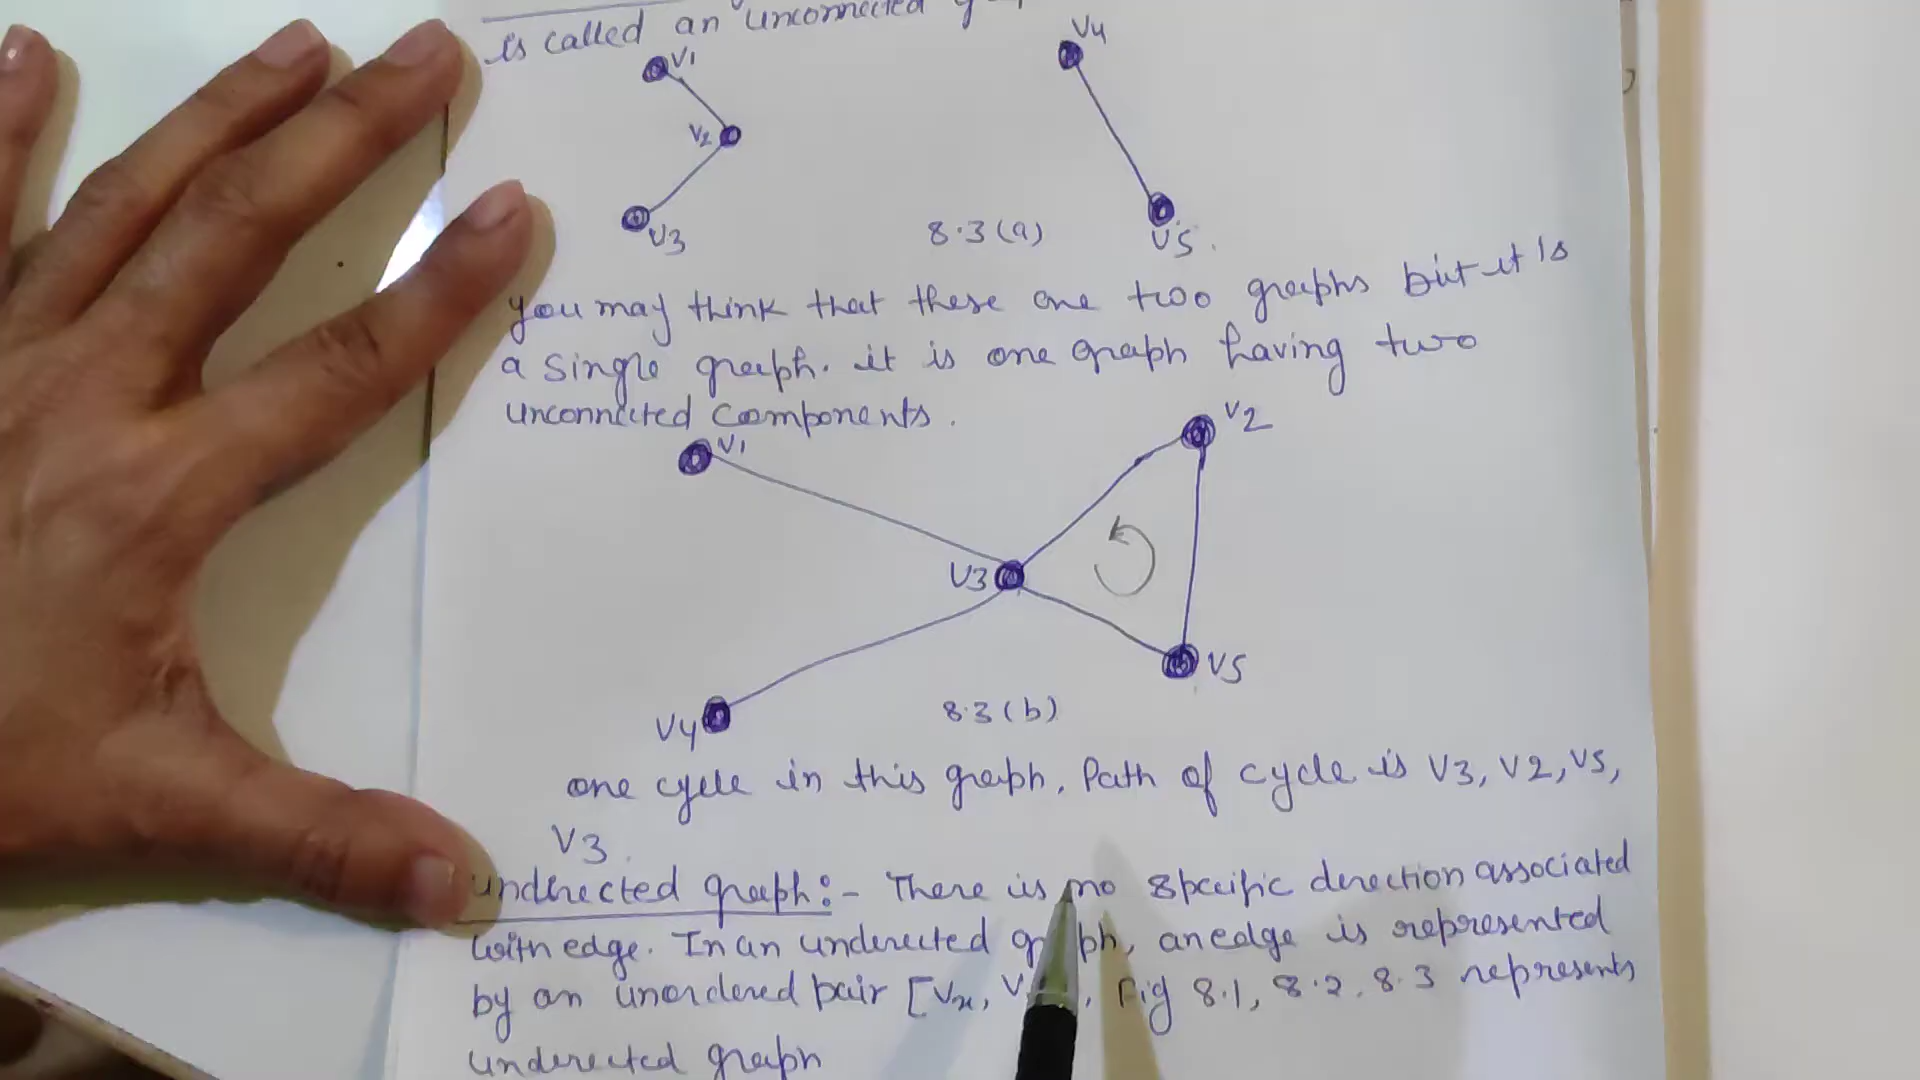 is called an unconnected
V1
V4
V2
V3
8.3(a)
V5.
you may think that these are two graphs but it is
a single graph. it is one graph having two
unconnected components.
V1
V2
V3
V5
V4
8.3(b)
one cycle in this graph. Path of cycle is V3, V2, V5,
V3.
undirected graph:- There is no specific direction associated
with edge. In an undirected graph, an edge is represented
by an unordered pair [Vx, V , Fig 8.1, 8.2, 8.3 represents
undirected graph